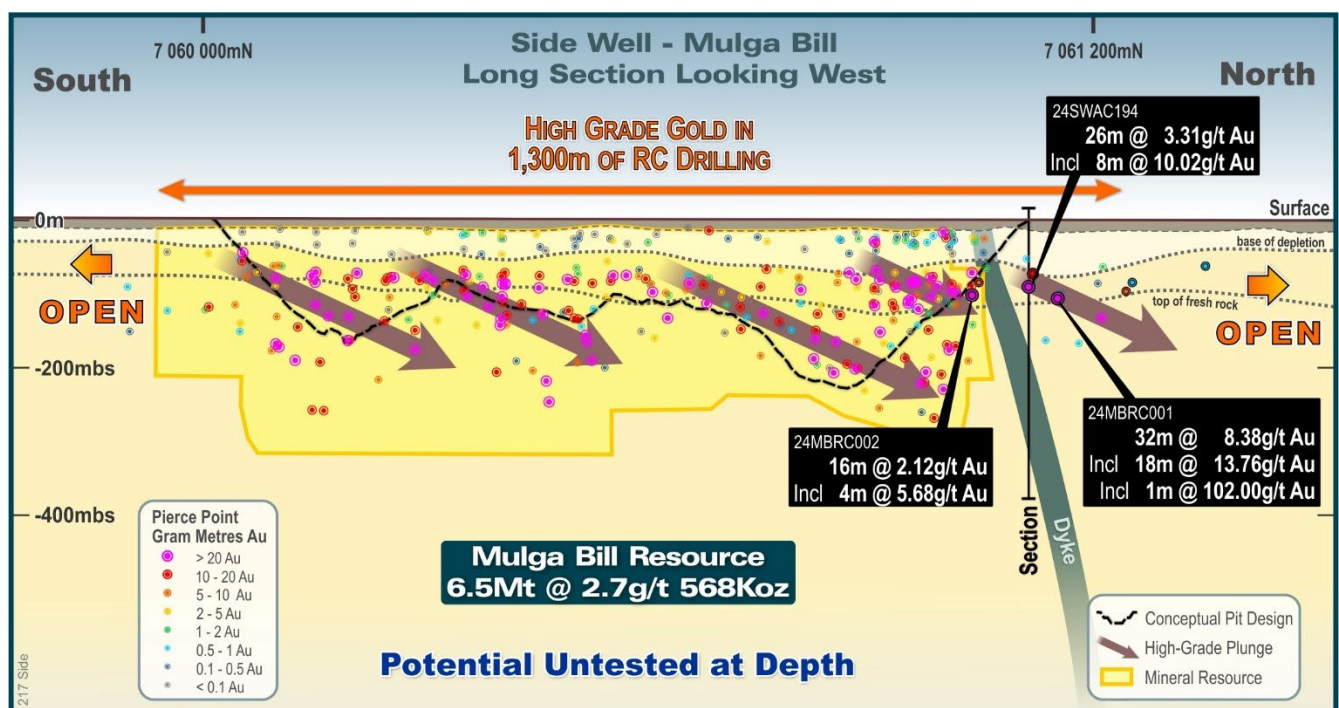 7 060 000mN
Side Well - Mulga Bill
Long Section Looking West
7 061 200mN
South
North
HIGH GRADE GOLD IN
1,300m OF RC DRILLING
24SWAC194
26m @ 3.31g/t Au
Incl 8m @ 10.02g/t Au
0m
Surface
base of depletion
OPEN
top of fresh rock
OPEN
-200mbs
24MBRC002
16m @ 2.12g/t Au
Incl 4m @ 5.68g/t Au
24MBRC001
32m @ 8.38g/t Au
Incl 18m @ 13.76g/t Au
Incl 1m @ 102.00g/t Au
-400mbs
Pierce Point
Gram Metres Au
> 20 Au
10 - 20 Au
5 - 10 Au
2 - 5 Au
1 - 2 Au
0.5 - 1 Au
0.1 - 0.5 Au
< 0.1 Au
Mulga Bill Resource
6.5Mt @ 2.7g/t 568Koz
Potential Untested at Depth
Section I
Dyke
Conceptual Pit Design
High-Grade Plunge
Mineral Resource
217 Side